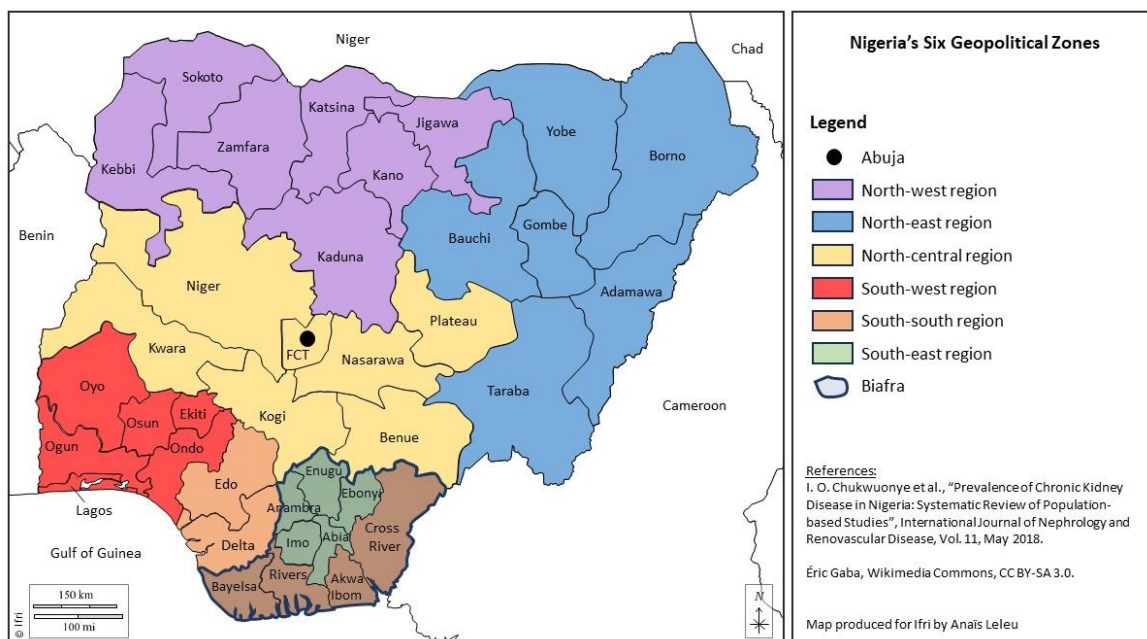 Niger
Chad
Sokoto
Katsina
Jigawa
Yobe
Borno
Zamfara
Kebbi
Kano
Gombe
Bauchi
Benin
Kaduna
Niger
Adamawa
Plateau
FCT
Nasarawa
Kwara
Taraba
Oyo
Cameroon
Kogi
Ekiti
Osun
Benue
Ogun
Ondo
Enugu
Edo
Ebonyi
Anambra
Lagos
Cross
River
Imo
Abia
Delta
Gulf of Guinea
Rivers
Akwa
Ibom
Bayelsa
150 km
100 mi
N
© Ifri
Nigeria's Six Geopolitical Zones
Legend
Abuja
North-west region
North-east region
North-central region
South-west region
South-south region
South-east region
Biafra
References:
I. O. Chukwuonye et al., “Prevalence of Chronic Kidney
Disease in Nigeria: Systematic Review of Population-
based Studies”, International Journal of Nephrology and
Renovascular Disease, Vol. 11, May 2018.
Éric Gaba, Wikimedia Commons, CC BY-SA 3.0.
Map produced for Ifri by Anaïs Leleu